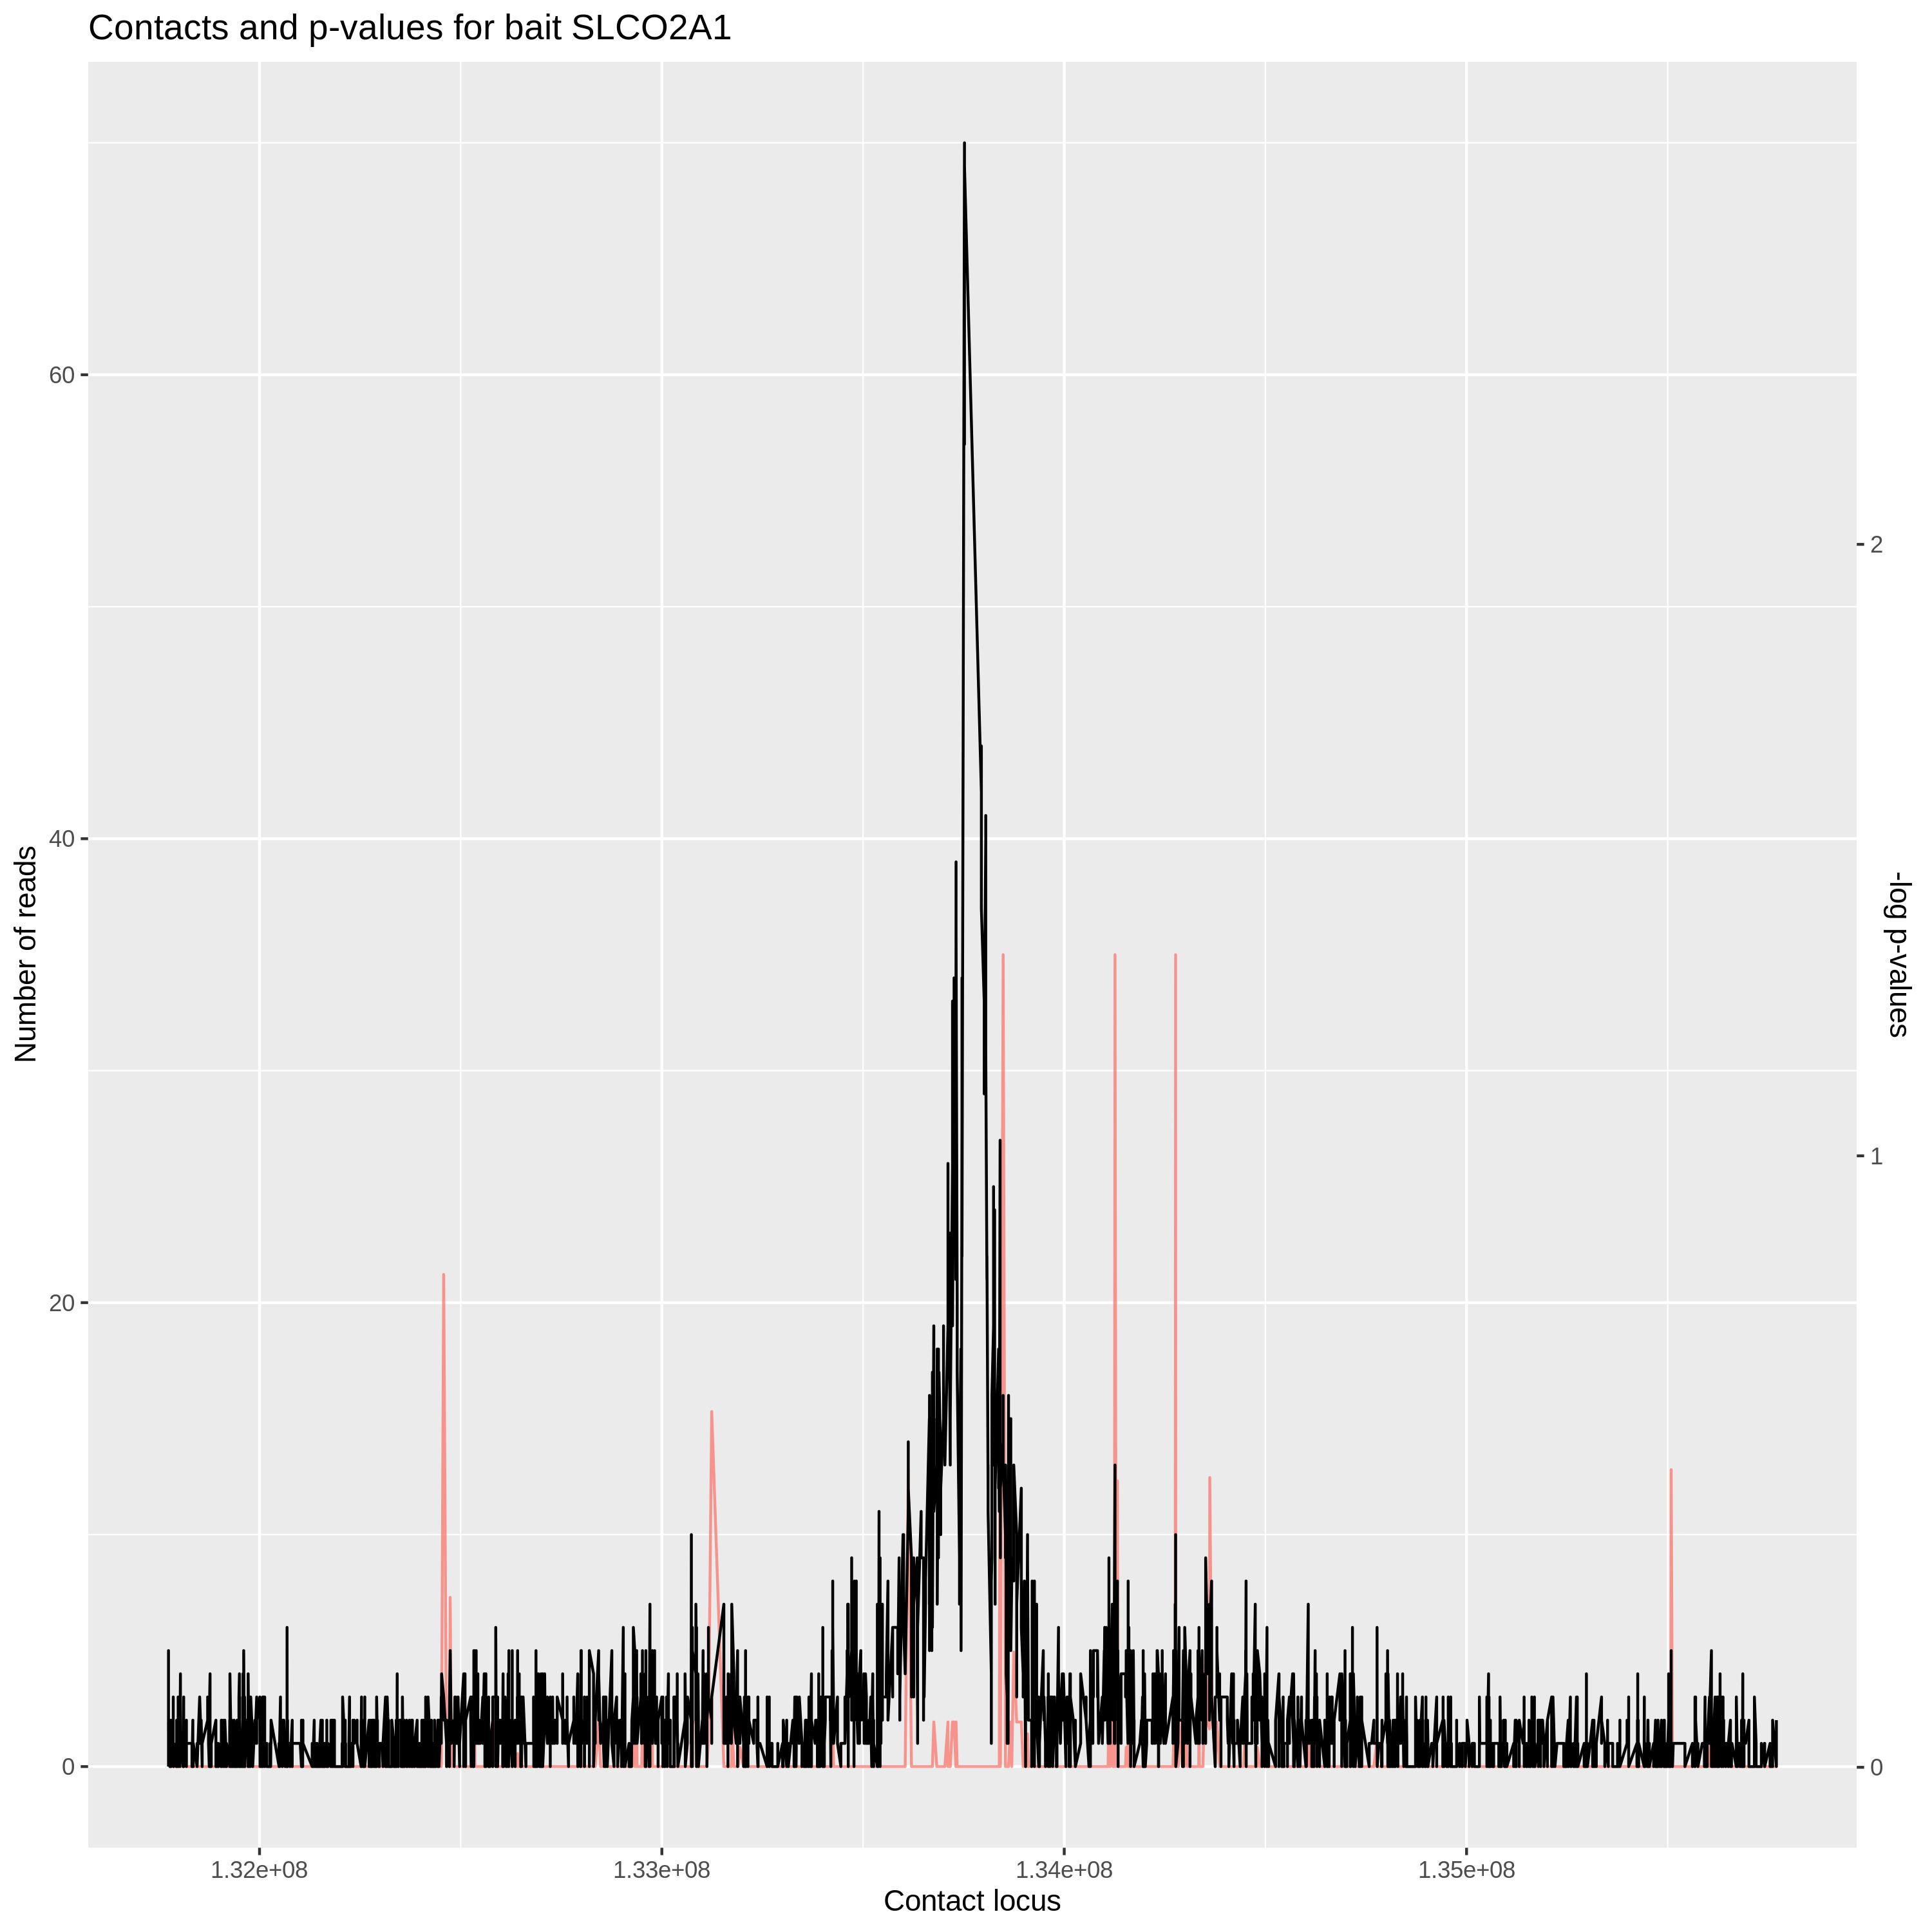 Contacts and p-values for bait SLCO2A1
60
40
20
0
Number of reads
2
1
0
-log p-values
1.32e+08
1.33e+08
1.34e+08
1.35e+08
Contact locus